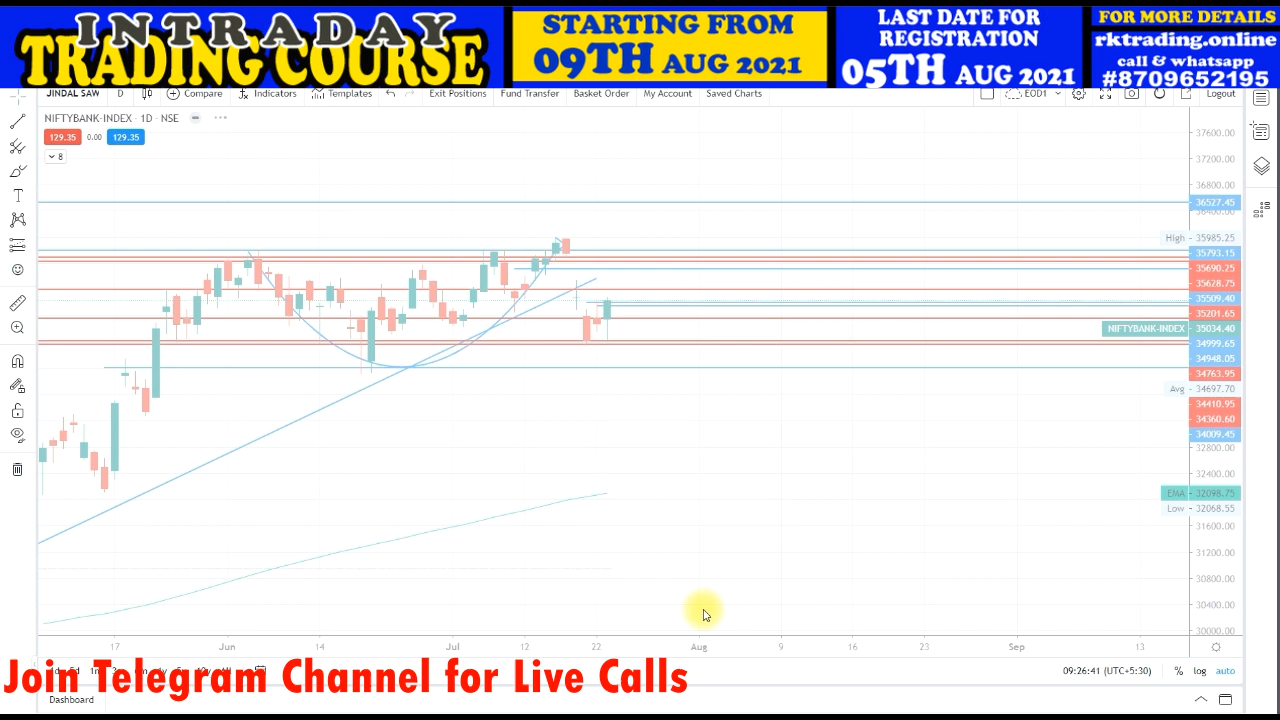 INTRADAY
TRADING COURSE
STARTING FROM
09TH AUG 2021
LAST DATE FOR
REGISTRATION
05TH AUG 2021
FOR MORE DETAILS
rktrading.online
call & whatsapp
#8709652195
JINDAL SAW D Compare Indicators Templates Exit Positions Fund Transfer Basket Order My Account Saved Charts EOD1 Logout
NIFTYBANK-INDEX · 1D · NSE
129.35 0.00 129.35
8
37600.00
37200.00
36800.00
36527.45
36400.00
High 35985.25
35793.15
35690.25
35628.75
35509.40
35201.65
NIFTYBANK-INDEX 35034.40
34999.65
34948.05
34763.95
Avg 34697.70
34410.95
34360.60
34009.45
32800.00
32400.00
EMA 32098.75
Low 32068.55
31600.00
31200.00
30800.00
30400.00
30000.00
17 Jun 14 Jul 12 22 Aug 9 16 23 Sep 13
09:26:41 (UTC+5:30) % log auto
Join Telegram Channel for Live Calls
Dashboard